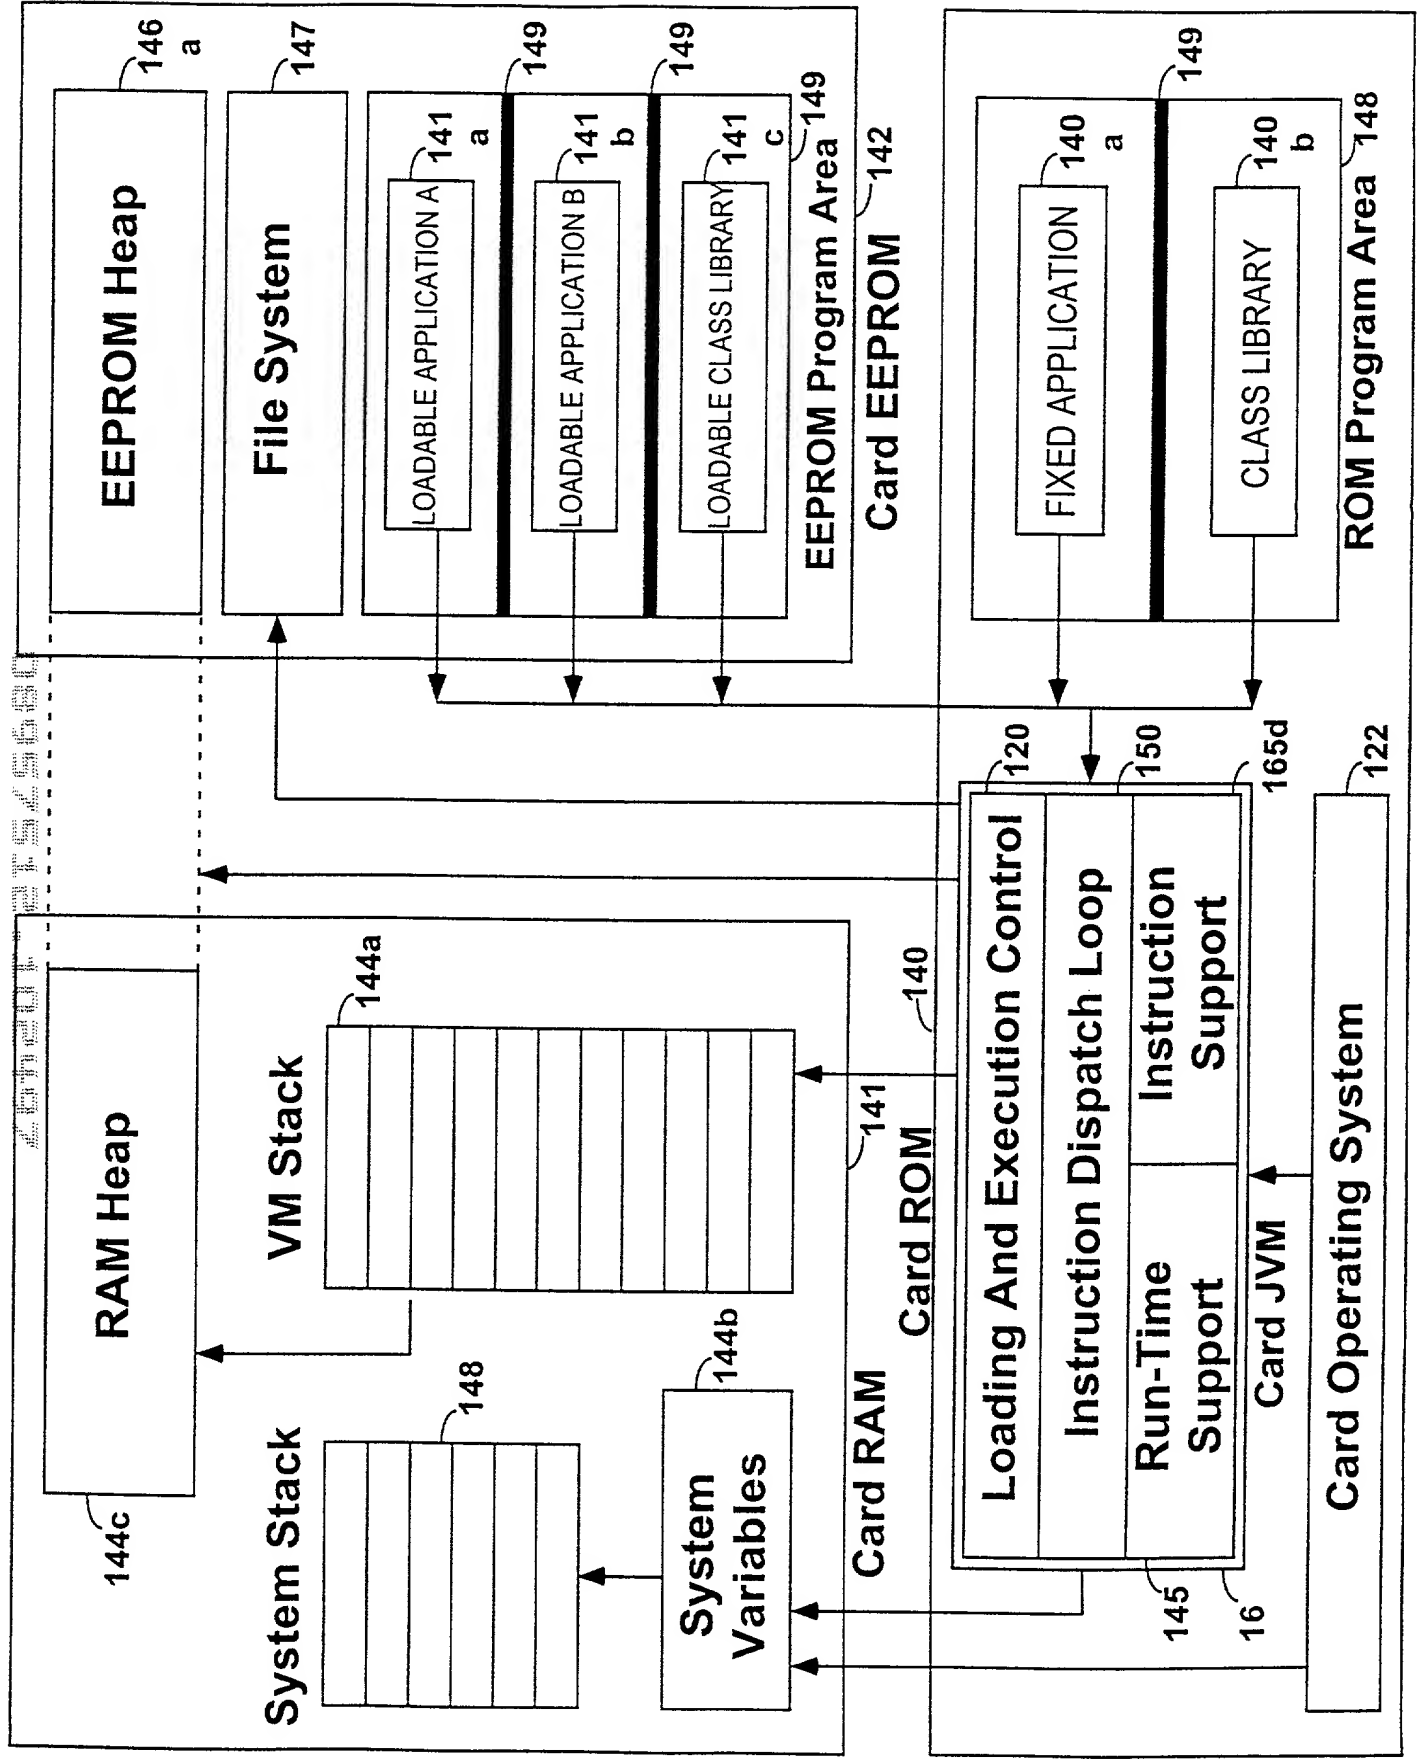 144c
RAM Heap
EEPROM Heap
146
a
System Stack
VM Stack
File System
147
148
144a
LOADABLE APPLICATION A
141
a
149
LOADABLE APPLICATION B
141
b
149
System
Variables
144b
LOADABLE CLASS LIBRARY
141
c
149
EEPROM Program Area
142
Card RAM
141
Card EEPROM
Card ROM
140
Loading And Execution Control
120
FIXED APPLICATION
140
a
149
Instruction Dispatch Loop
150
Run-Time
Support
Instruction
Support
145
165d
CLASS LIBRARY
140
b
16
Card JVM
148
ROM Program Area
Card Operating System
122